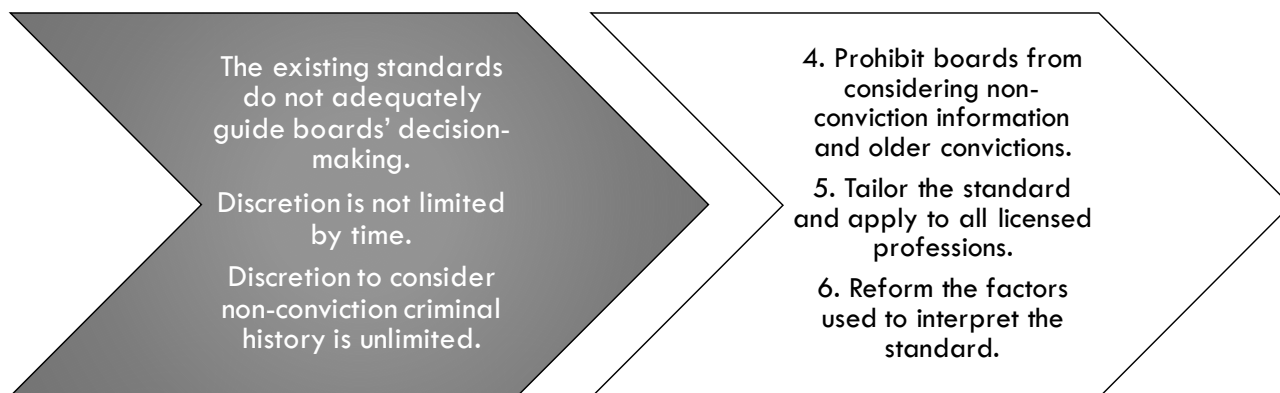 The existing standards
do not adequately
guide boards’ decision-
making.
Discretion is not limited
by time.
Discretion to consider
non-conviction criminal
history is unlimited.
4. Prohibit boards from
considering non-
conviction information
and older convictions.
5. Tailor the standard
and apply to all licensed
professions.
6. Reform the factors
used to interpret the
standard.